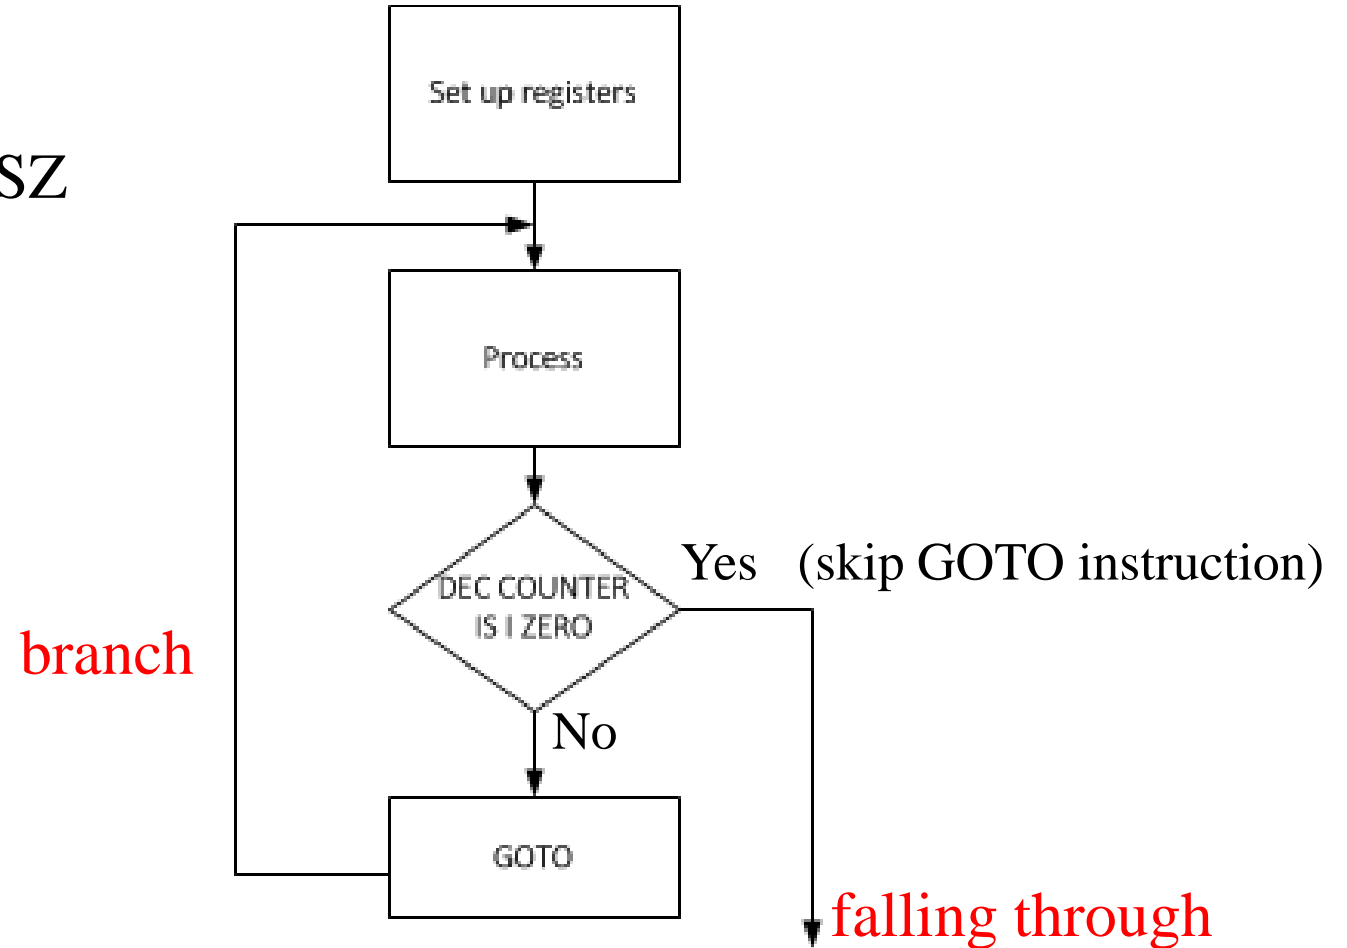 Set up registers
SZ
Process
DEC COUNTER
IS I ZERO
Yes (skip GOTO instruction)
branch
No
GOTO
falling through